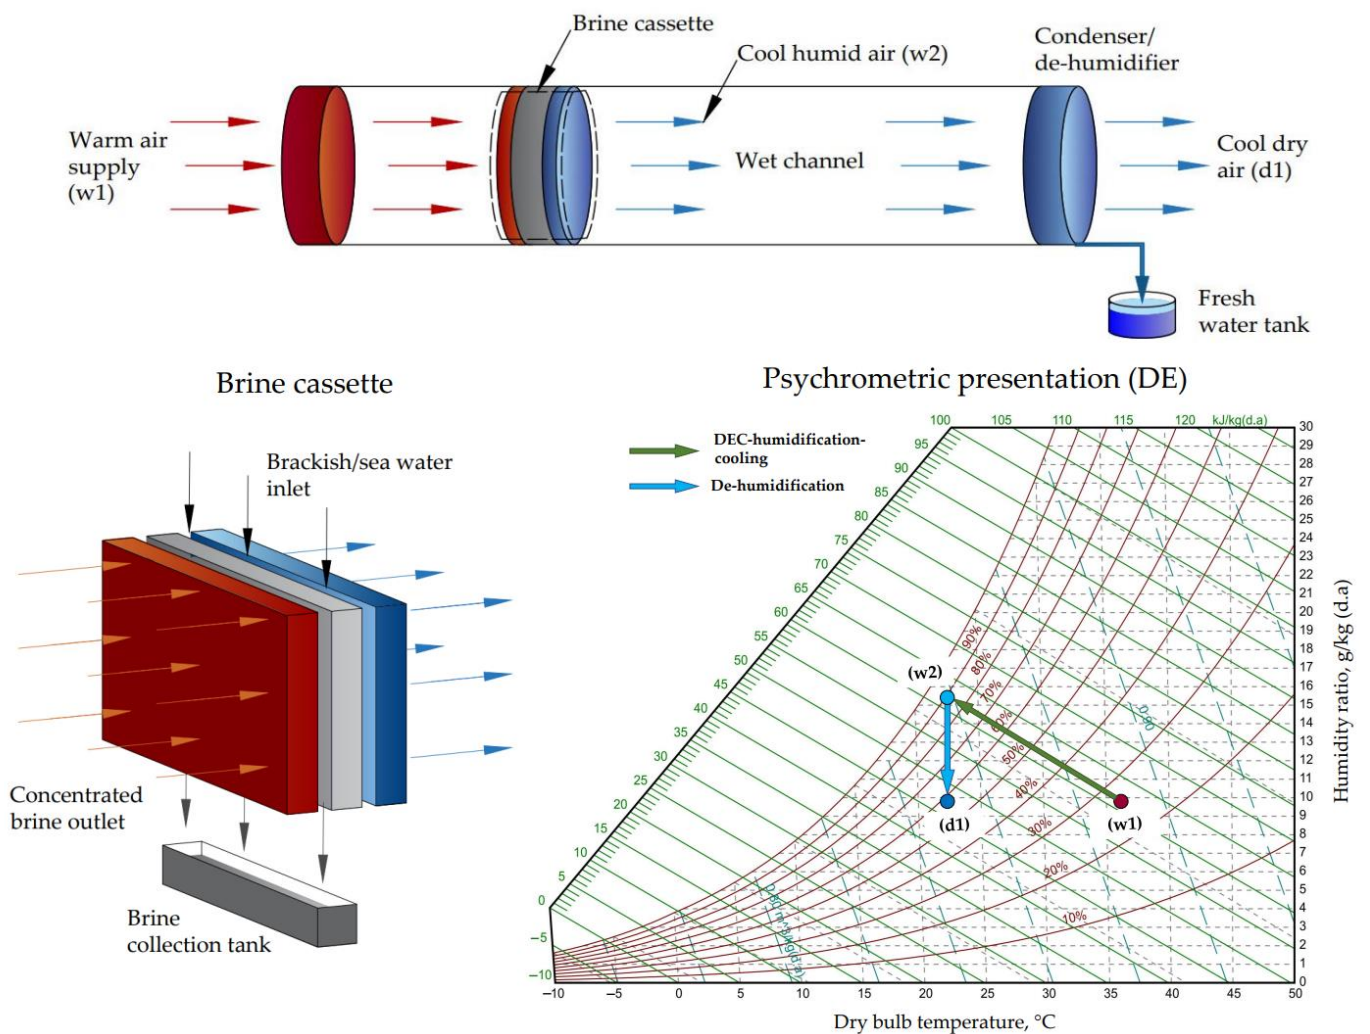 Brine cassette
Cool humid air (w2)
Condenser/
de-humidifier
Warm air
supply
(w1)
Wet channel
Cool dry
air (d1)
Fresh
water tank
Brine cassette
Brackish/sea water
inlet
Concentrated
brine outlet
Brine
collection tank
Psychrometric presentation (DE)
DEC-humidification-
cooling
De-humidification
100
105
110
115
120
kJ/kg(d.a)
95
90
85
80
75
70
65
60
55
50
45
40
35
30
25
20
15
10
5
0
−5
−10
90%
80%
70%
60%
50%
40%
30%
20%
10%
0.90
0.80 m^3/kg(d.a)
(w2)
(d1)
(w1)
30
29
28
27
26
25
24
23
22
21
20
19
18
17
16
15
14
13
12
11
10
9
8
7
6
5
4
3
2
1
0
Humidity ratio, g/kg (d.a)
−10
−5
0
5
10
15
20
25
30
35
40
45
50
Dry bulb temperature, °C